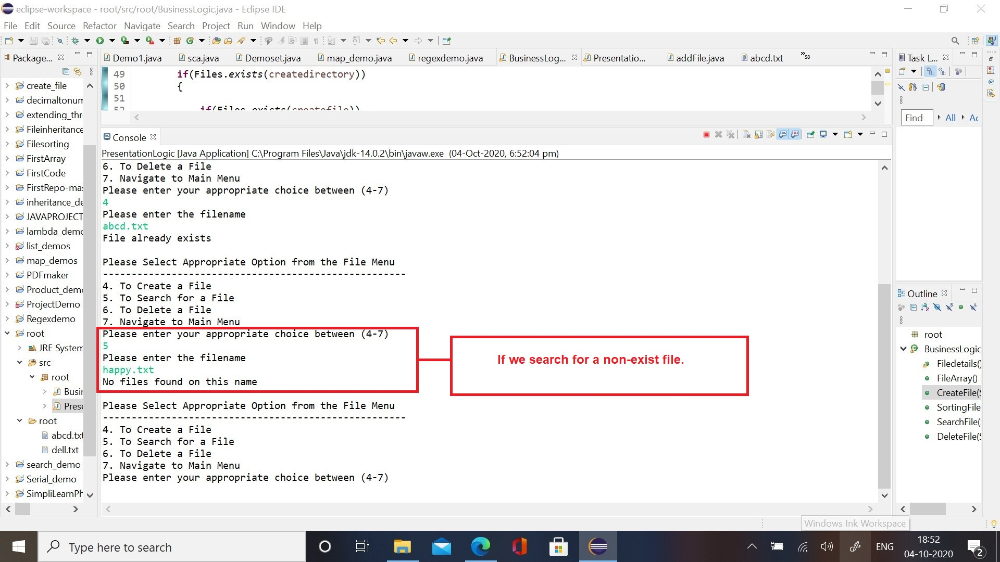 eclipse-workspace - root/src/root/BusinessLogic.java - Eclipse IDE
File Edit Source Refactor Navigate Search Project Run Window Help
Package...
Demo1.java sca.java Demoset.java map_demo.java regexdemo.java BusinessLog... Presentatio... addFile.java abcd.txt »58
Task L...
create_file
decimaltonum
extending_thr
Fileinheritance
Filesorting
FirstArray
FirstCode
FirstRepo-mas
inheritance_de
JAVAPROJECT
lambda_demo
list_demos
map_demos
PDFmaker
Product_demo
ProjectDemo
Regexdemo
root
JRE System
src
root
Busin
Prese
root
abcd.txt
dell.txt
search_demo
Serial_demo
SimpliLearnPh
49 if(Files.exists(createdirectory))
50 {
51
52 if(Files.exists(createfile))
Console
PresentationLogic [Java Application] C:\Program Files\Java\jdk-14.0.2\bin\javaw.exe (04-Oct-2020, 6:52:04 pm)
6. To Delete a File
7. Navigate to Main Menu
Please enter your appropriate choice between (4-7)
4
Please enter the filename
abcd.txt
File already exists
Please Select Appropriate Option from the File Menu
-----------------------------------------------------
4. To Create a File
5. To Search for a File
6. To Delete a File
7. Navigate to Main Menu
Please enter your appropriate choice between (4-7)
5
Please enter the filename
happy.txt
No files found on this name
If we search for a non-exist file.
Please Select Appropriate Option from the File Menu
-----------------------------------------------------
4. To Create a File
5. To Search for a File
6. To Delete a File
7. Navigate to Main Menu
Please enter your appropriate choice between (4-7)
Find All Ac
Outline
root
BusinessLogic
Filedetails()
FileArray() :
CreateFile(S
SortingFile
SearchFile(S
DeleteFile(S
Windows Ink Workspace
Type here to search
ENG
18:52
04-10-2020
2